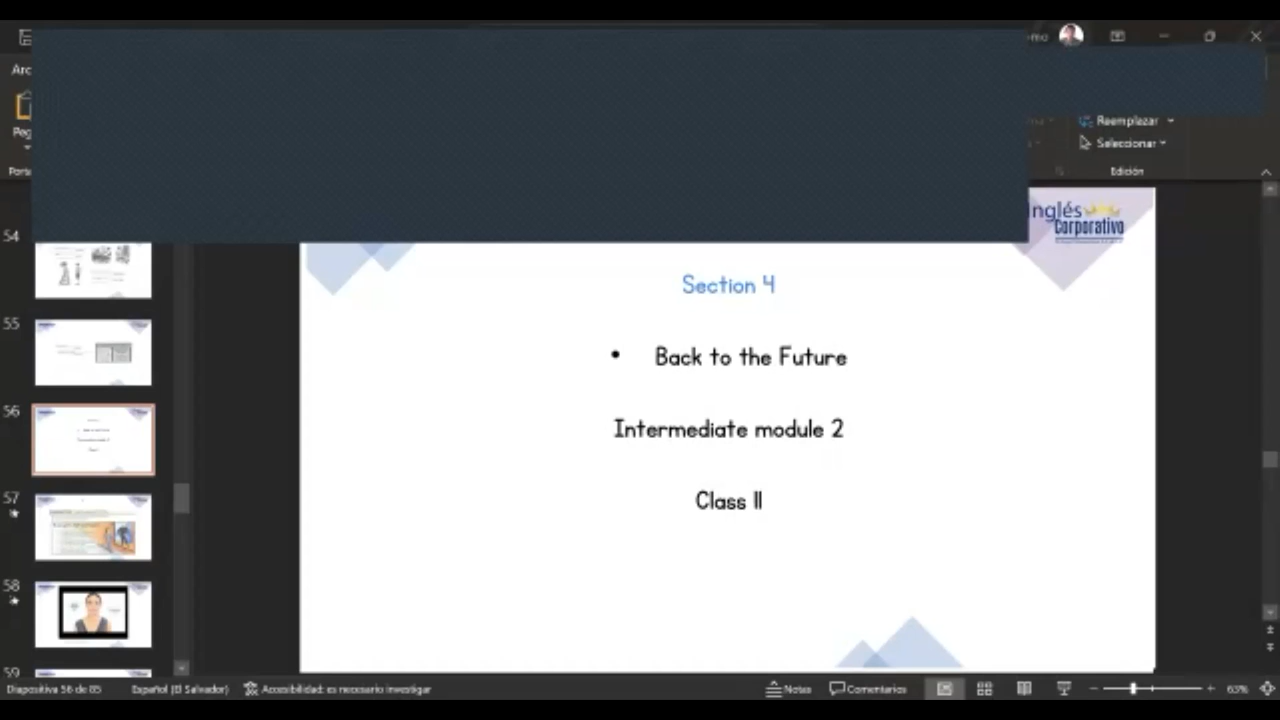 Reemplazar
Seleccionar
Edición
54
55
56
57
58
59
Inglés
Corporativo
Section 4
• Back to the Future
Intermediate module 2
Class II
Diapositiva 56 de 85
Español (El Salvador)
Accesibilidad: es necesario investigar
Notas
Comentarios
63%